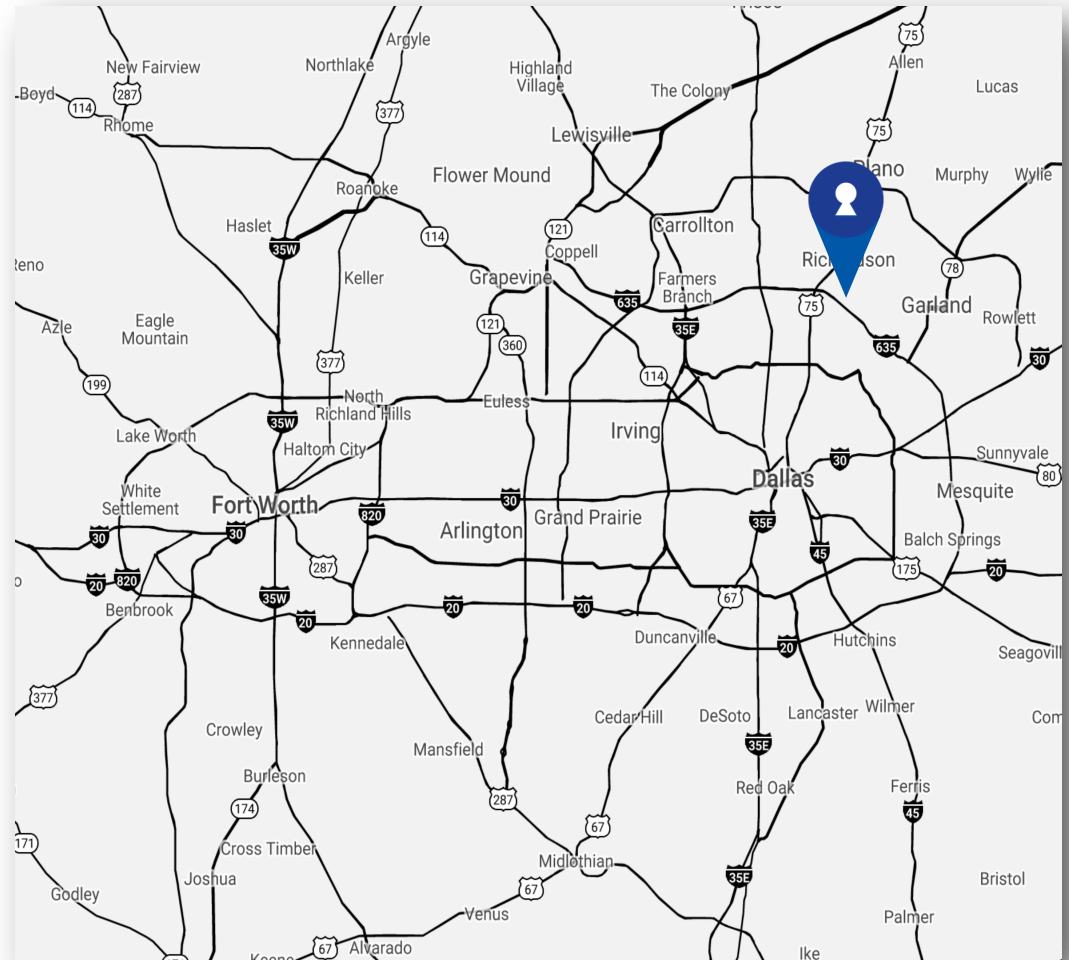 75
Argyle
Allen
New Fairview
Northlake
Highland
Village
The Colony
Lucas
Boyd
287
114
377
Rhome
75
Lewisville
Plano
Roanoke
Flower Mound
Murphy
Wylie
Haslet
35W
114
121
Carrollton
Coppell
Richardson
78
Keller
Grapevine
Farmers
Branch
635
75
Garland
Rowlett
Azle
Eagle
Mountain
121
360
35E
635
30
377
199
114
North
Richland Hills
Euless
35W
Lake Worth
Haltom City
Irving
Sunnyvale
30
80
White
Settlement
Fort Worth
Dallas
Mesquite
30
820
Grand Prairie
Arlington
35E
45
Balch Springs
30
30
287
175
20
20
820
35W
67
Benbrook
20
20
20
Kennedale
Duncanville
20
Hutchins
377
Crowley
Cedar Hill
DeSoto
Lancaster
Wilmer
Mansfield
35E
Burleson
Red Oak
Ferris
174
287
67
45
171
Cross Timber
Midlothian
Joshua
35E
Godley
67
Bristol
Venus
Palmer
67
Alvarado
Ike